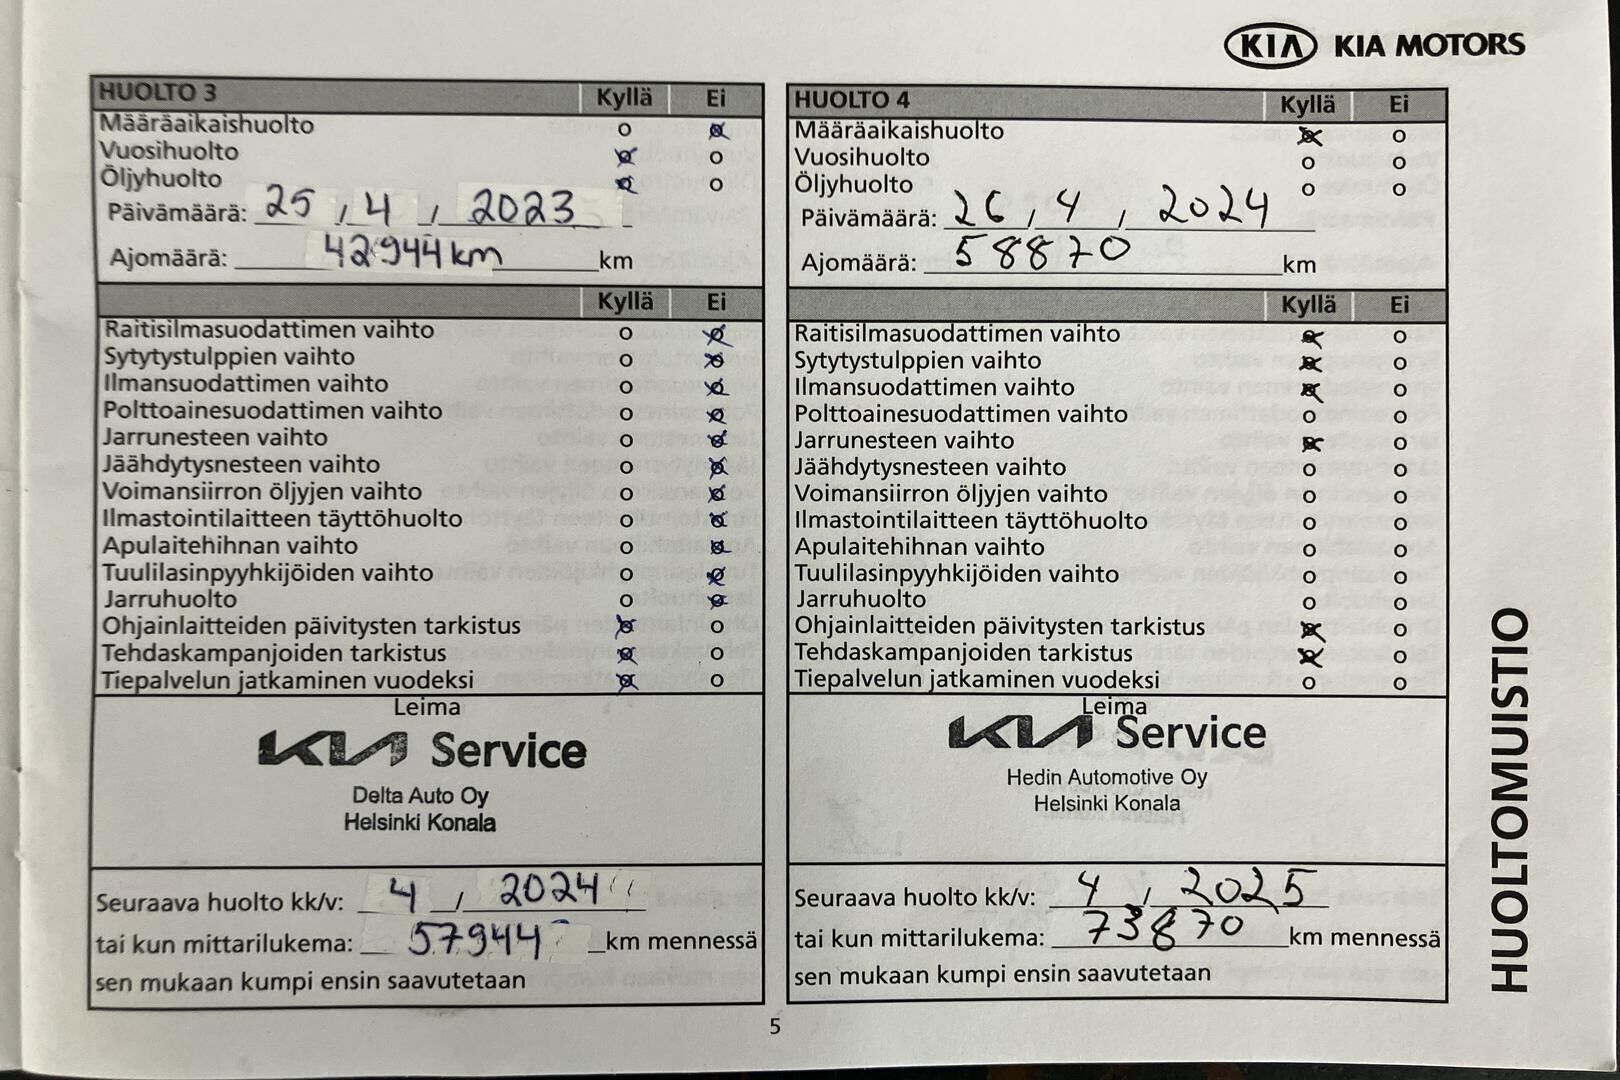 KIA KIA MOTORS
HUOLTO 3 Kyllä Ei
Määräaikaishuolto
Vuosihuolto
Öljyhuolto
Päivämäärä: 25 / 4 / 2023
Ajomäärä: 42944 km km
Kyllä Ei
Raitisilmasuodattimen vaihto
Sytytystulppien vaihto
Ilmansuodattimen vaihto
Polttoainesuodattimen vaihto
Jarrunesteen vaihto
Jäähdytysnesteen vaihto
Voimansiirron öljyjen vaihto
Ilmastointilaitteen täyttöhuolto
Apulaitehihnan vaihto
Tuulilasinpyyhkijöiden vaihto
Jarruhuolto
Ohjainlaitteiden päivitysten tarkistus
Tehdaskampanjoiden tarkistus
Tiepalvelun jatkaminen vuodeksi
Leima
KIA Service
Delta Auto Oy
Helsinki Konala
Seuraava huolto kk/v: 4 / 2024
tai kun mittarilukema: 57944 km mennessä
sen mukaan kumpi ensin saavutetaan
HUOLTO 4 Kyllä Ei
Määräaikaishuolto
Vuosihuolto
Öljyhuolto
Päivämäärä: 26 / 4 / 2024
Ajomäärä: 58870 km
Kyllä Ei
Raitisilmasuodattimen vaihto
Sytytystulppien vaihto
Ilmansuodattimen vaihto
Polttoainesuodattimen vaihto
Jarrunesteen vaihto
Jäähdytysnesteen vaihto
Voimansiirron öljyjen vaihto
Ilmastointilaitteen täyttöhuolto
Apulaitehihnan vaihto
Tuulilasinpyyhkijöiden vaihto
Jarruhuolto
Ohjainlaitteiden päivitysten tarkistus
Tehdaskampanjoiden tarkistus
Tiepalvelun jatkaminen vuodeksi
Leima
KIA Service
Hedin Automotive Oy
Helsinki Konala
Seuraava huolto kk/v: 4 / 2025
tai kun mittarilukema: 73870 km mennessä
sen mukaan kumpi ensin saavutetaan
HUOLTOMUISTIO
5